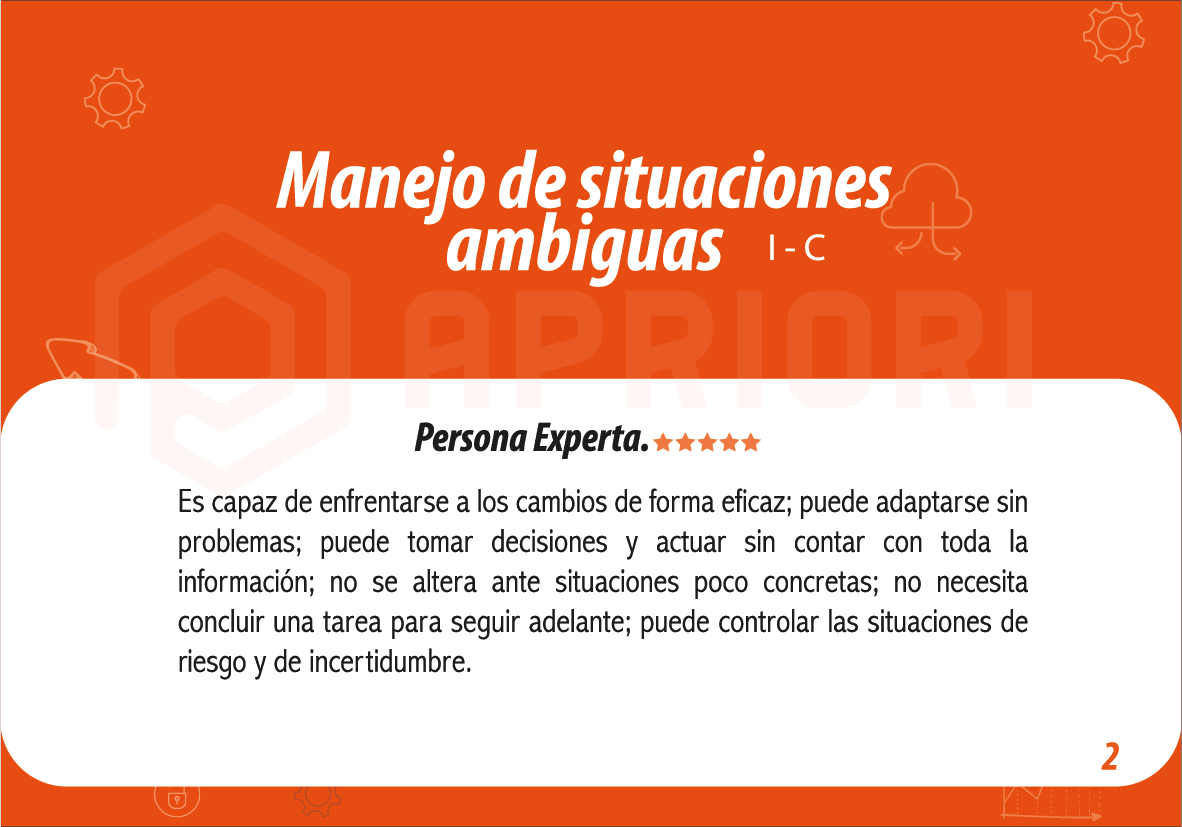 Manejo de situaciones
ambiguas I - C
APRIORI
Persona Experta.
Es capaz de enfrentarse a los cambios de forma eficaz; puede adaptarse sin
problemas; puede tomar decisiones y actuar sin contar con toda la
información; no se altera ante situaciones poco concretas; no necesita
concluir una tarea para seguir adelante; puede controlar las situaciones de
riesgo y de incertidumbre.
2